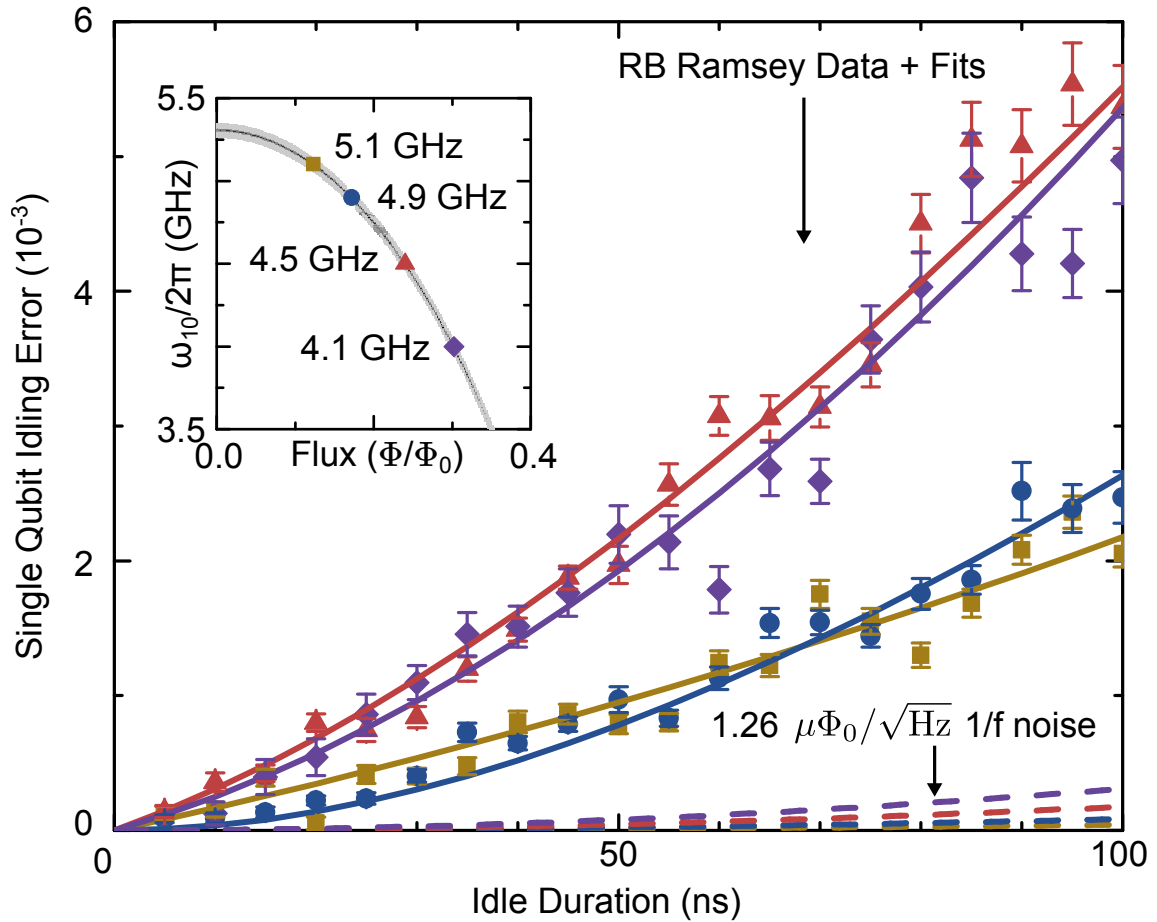 6
RB Ramsey Data + Fits
5.5
5.1 GHz
4.9 GHz
4.5 GHz
4.1 GHz
ω₁₀/2π (GHz)
3.5
0.0
Flux (Φ/Φ₀)
0.4
4
Single Qubit Idling Error (10⁻³)
2
1.26 μΦ₀/√Hz 1/f noise
0
0
50
100
Idle Duration (ns)